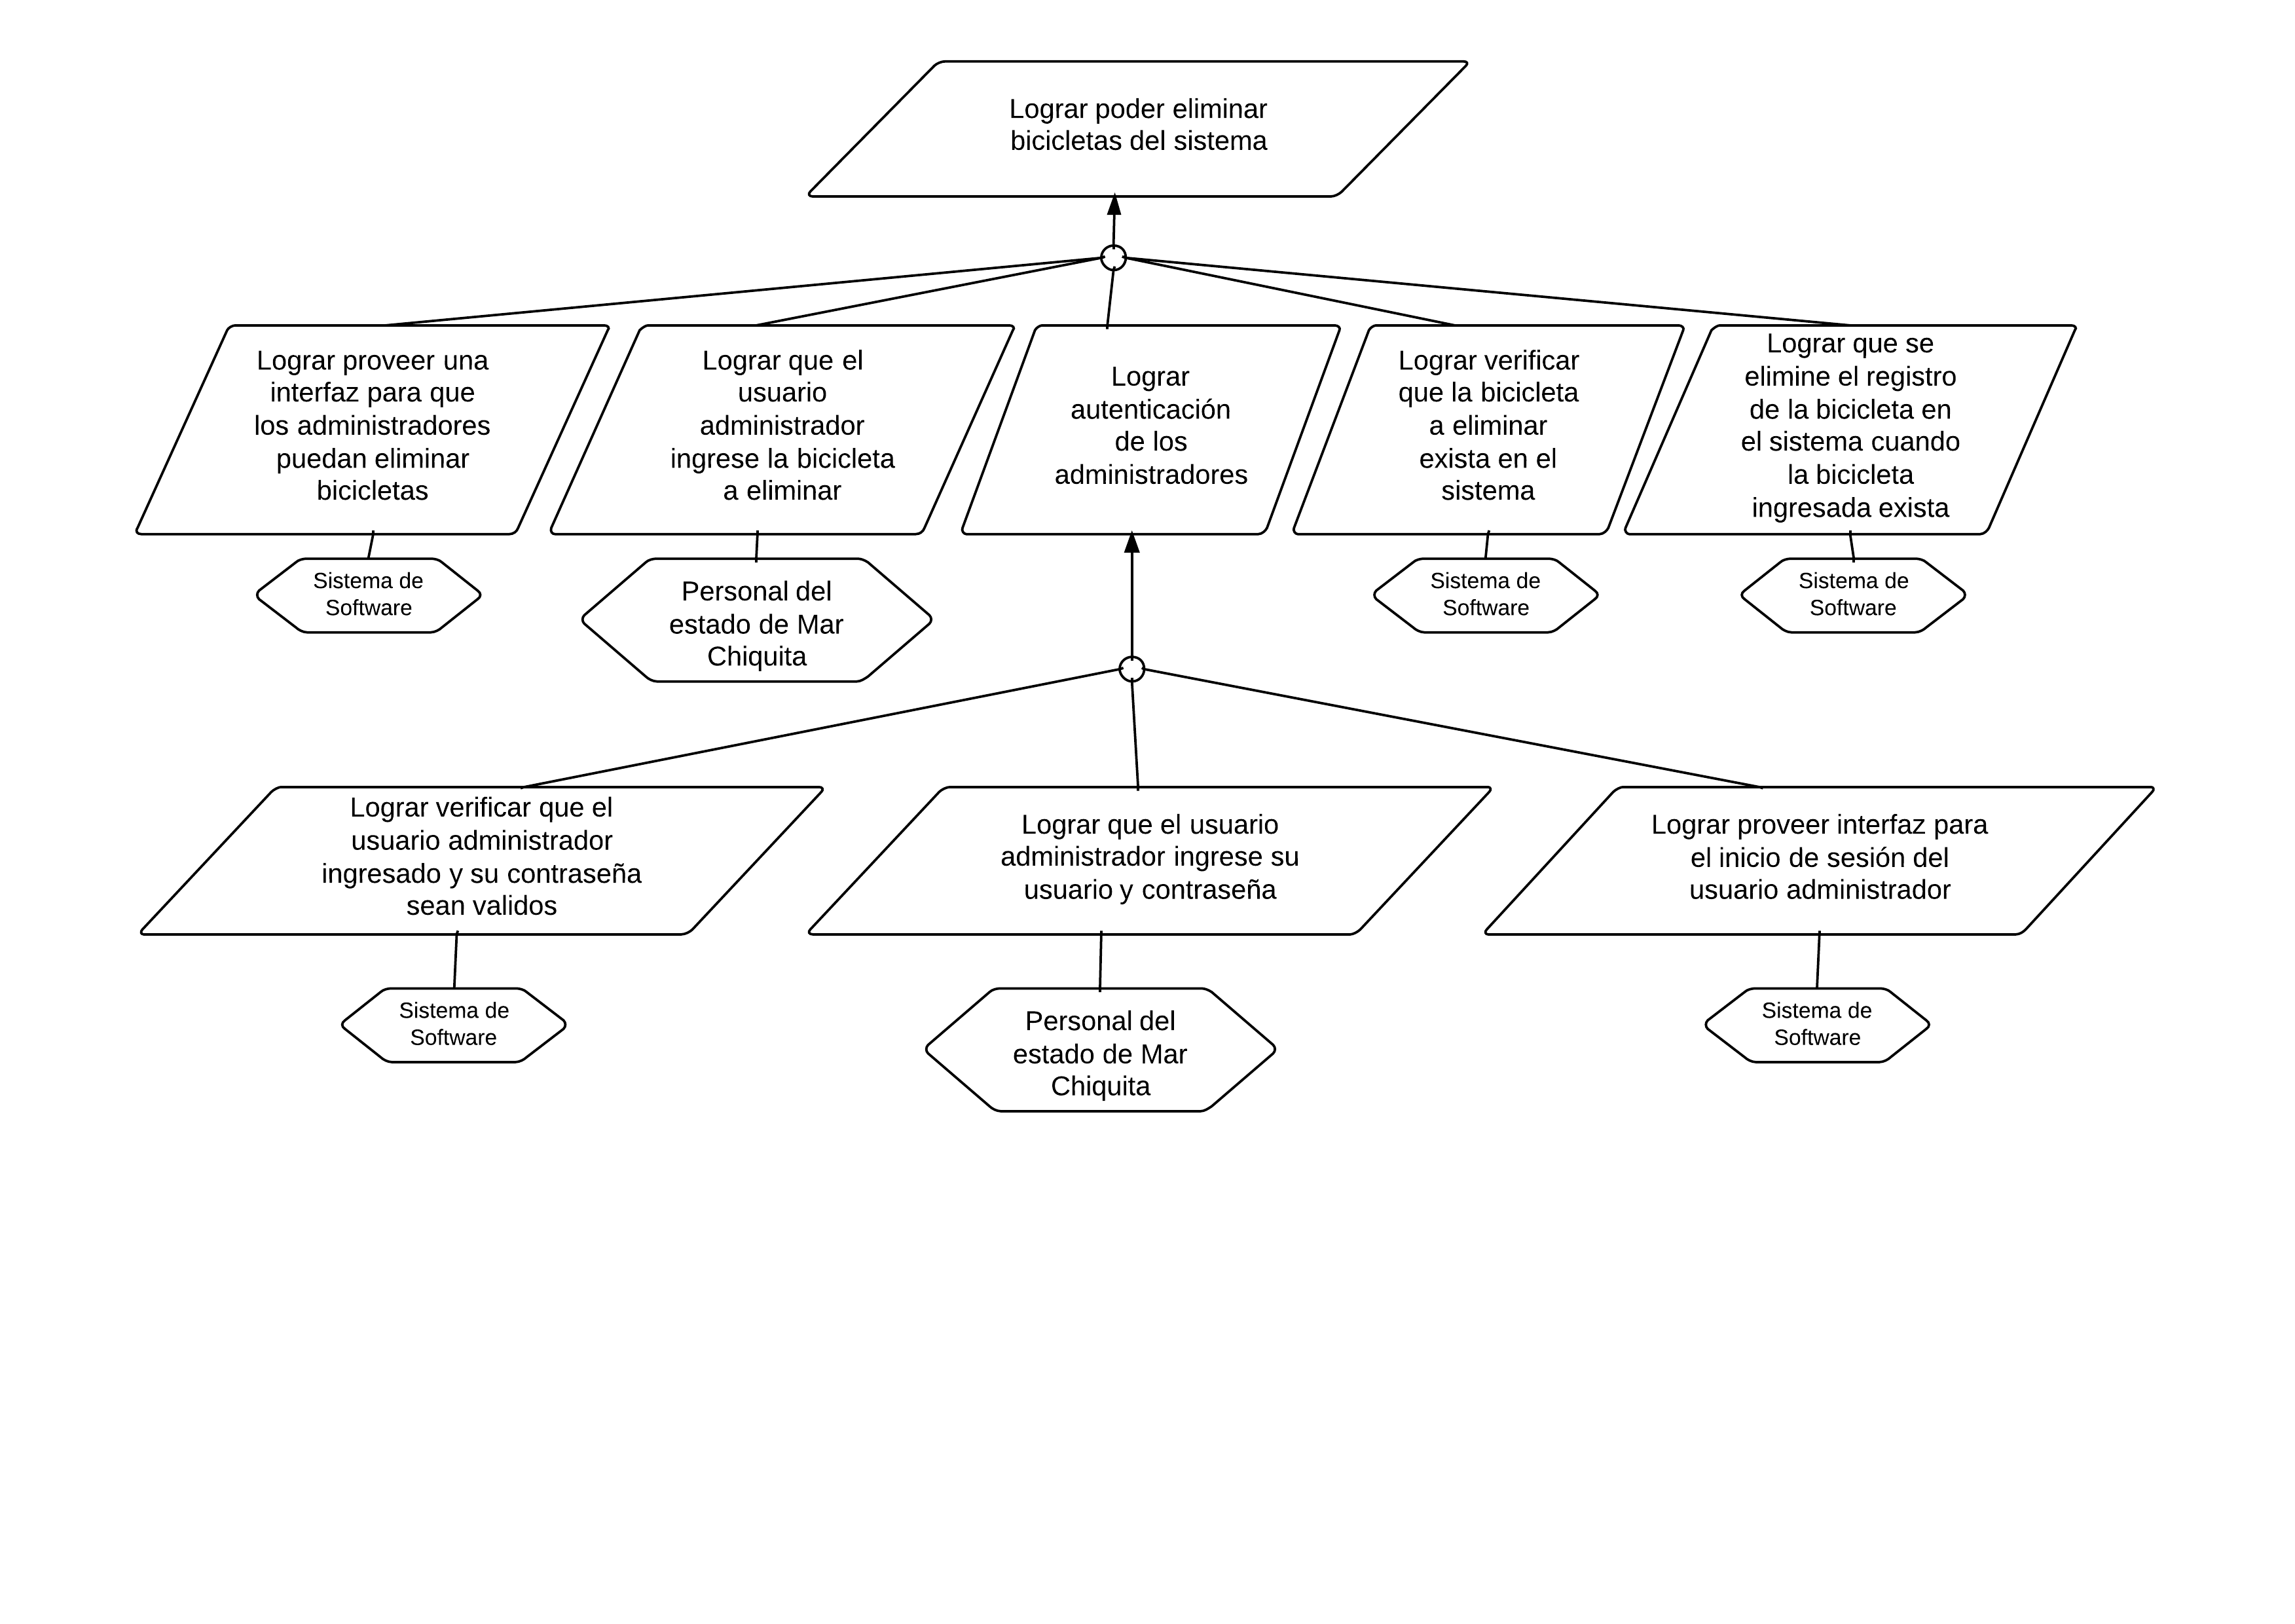 Lograr poder eliminar
bicicletas del sistema
Lograr proveer una
interfaz para que
los administradores
puedan eliminar
bicicletas
Lograr que el
usuario
administrador
ingrese la bicicleta
a eliminar
Lograr
autenticación
de los
administradores
Lograr verificar
que la bicicleta
a eliminar
exista en el
sistema
Lograr que se
elimine el registro
de la bicicleta en
el sistema cuando
la bicicleta
ingresada exista
Sistema de
Software
Personal del
estado de Mar
Chiquita
Sistema de
Software
Sistema de
Software
Lograr verificar que el
usuario administrador
ingresado y su contraseña
sean validos
Lograr que el usuario
administrador ingrese su
usuario y contraseña
Lograr proveer interfaz para
el inicio de sesión del
usuario administrador
Sistema de
Software
Personal del
estado de Mar
Chiquita
Sistema de
Software